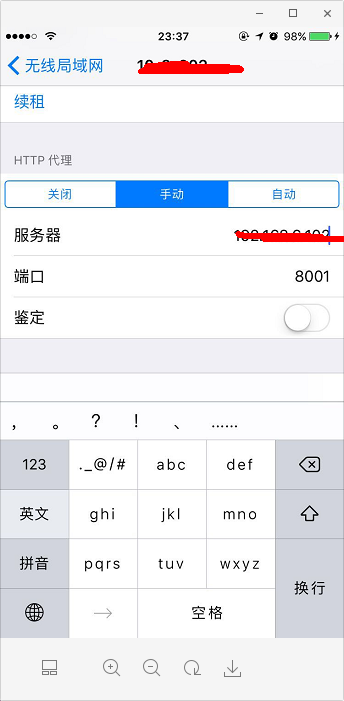 23:37
98%
无线局域网
续租
HTTP 代理
关闭 手动 自动
服务器
端口 8001
鉴定
， 。 ? ! 、 ……
123 ._@/# abc def
英文 ghi jkl mno
拼音 pqrs tuv wxyz
换行
空格